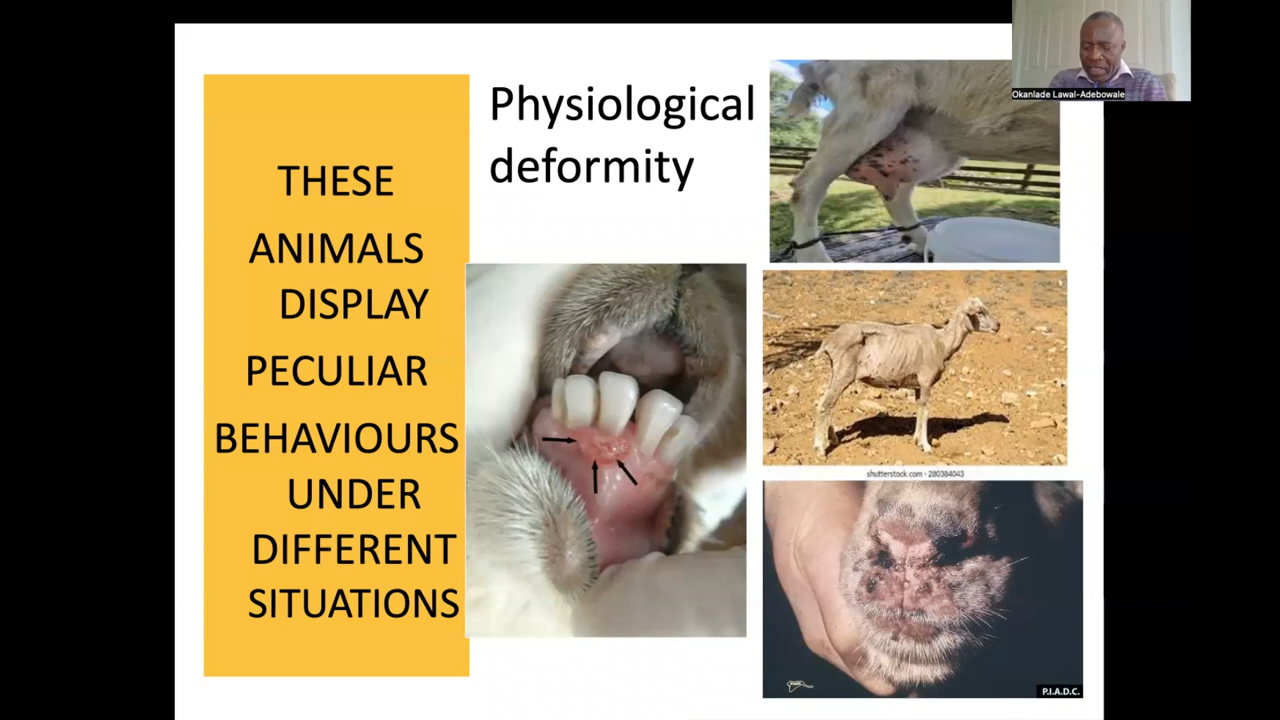 THESE
ANIMALS
DISPLAY
PECULIAR
BEHAVIOURS
UNDER
DIFFERENT
SITUATIONS
Physiological
deformity
Okanlade Lawal-Adebowale
shutterstock.com - 280384043
P.I.A.D.C.